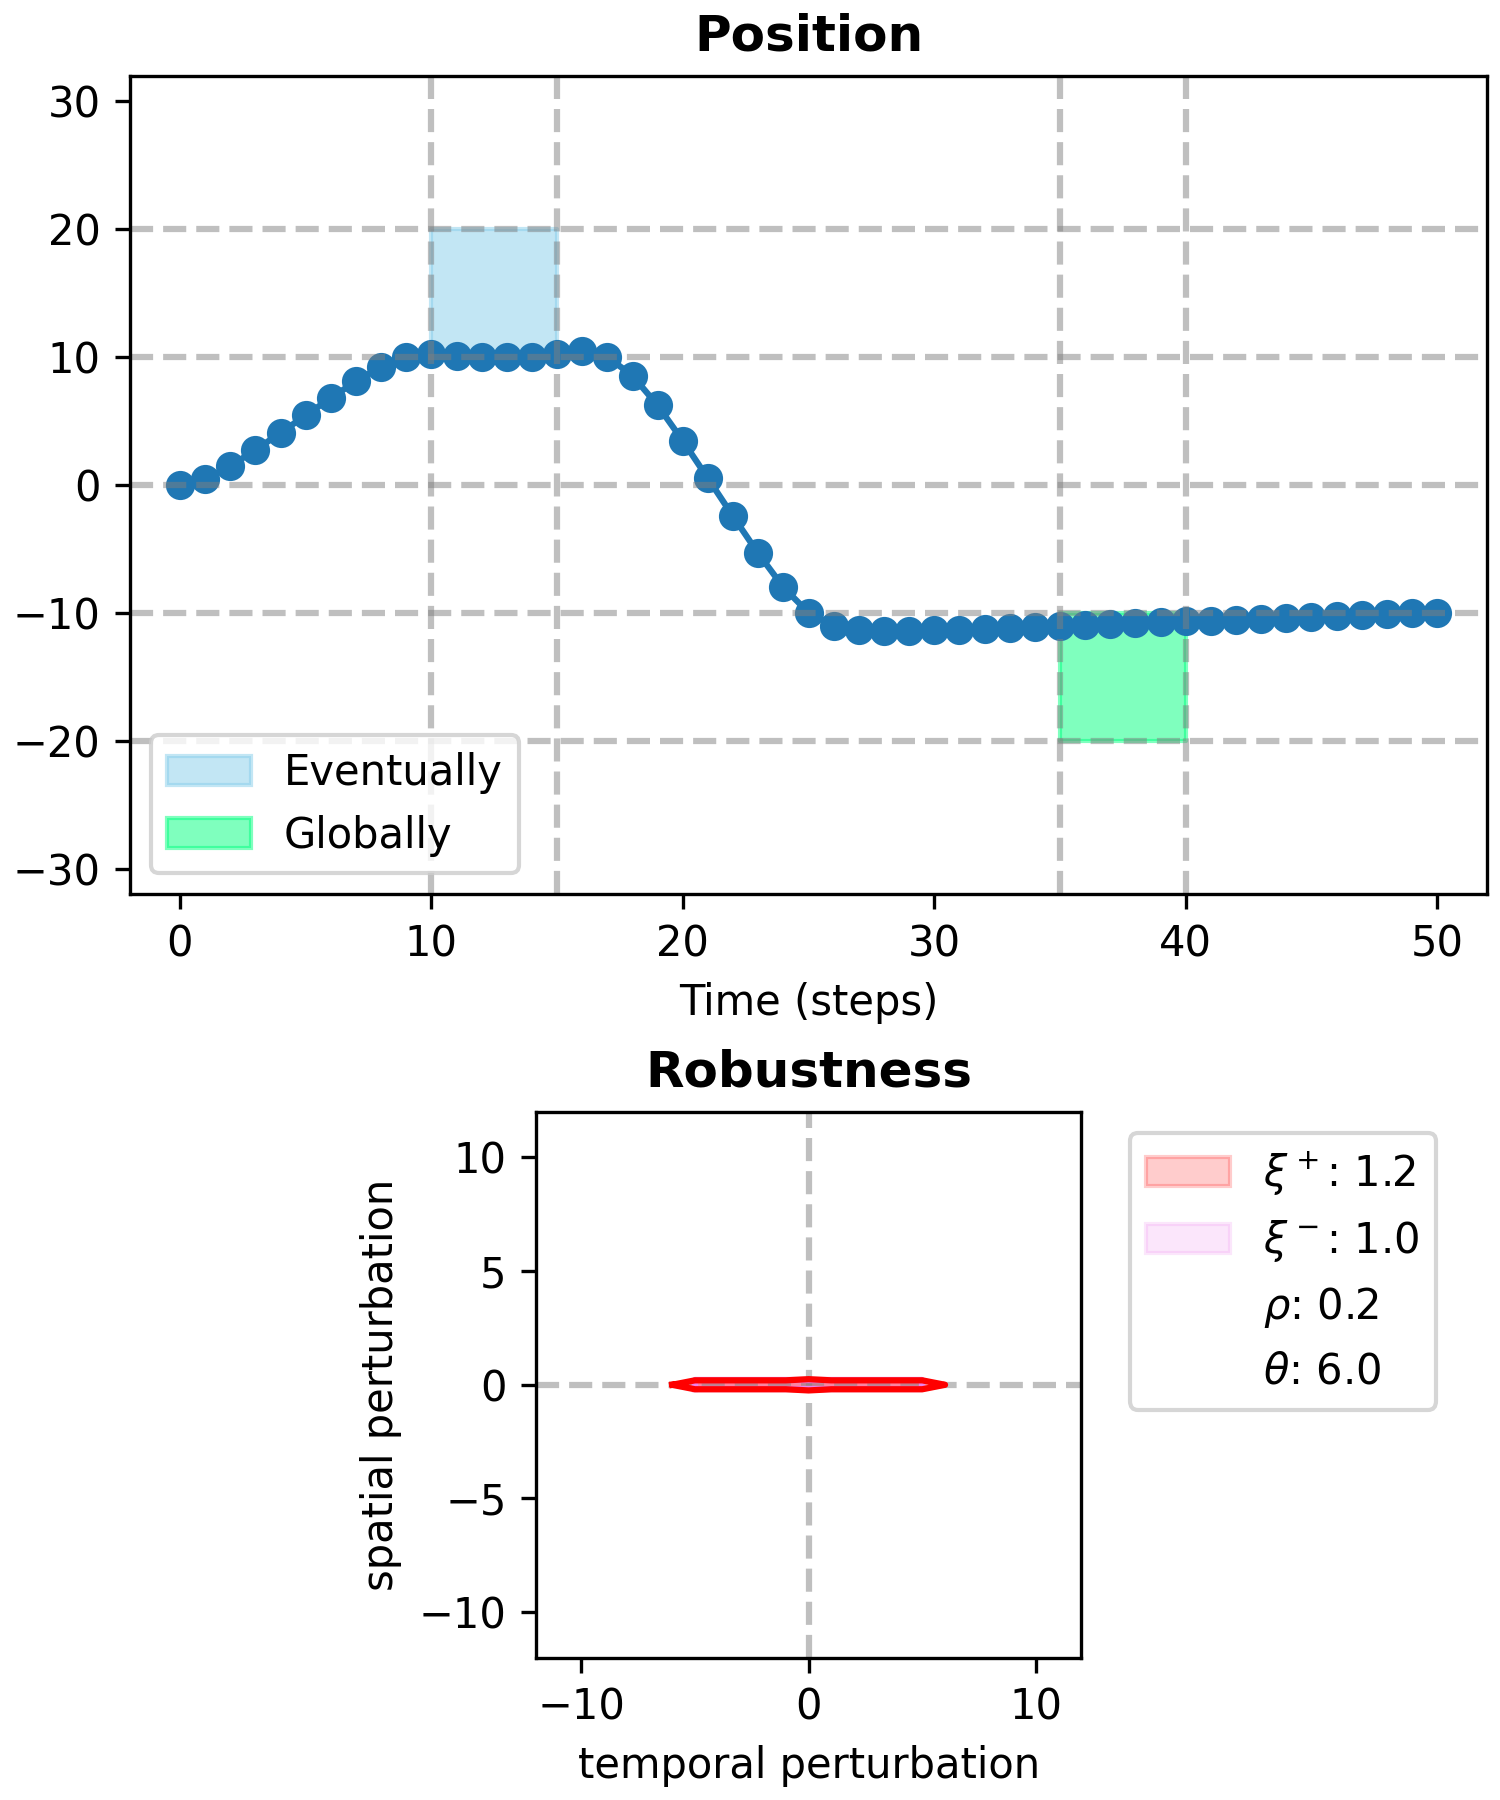 Position
30
20
10
0
−10
−20
−30
Eventually
Globally
0 10 20 30 40 50
Time (steps)
Robustness
spatial perturbation
10
5
0
−5
−10
−10 0 10
temporal perturbation
ξ⁺: 1.2
ξ⁻: 1.0
ρ: 0.2
θ: 6.0